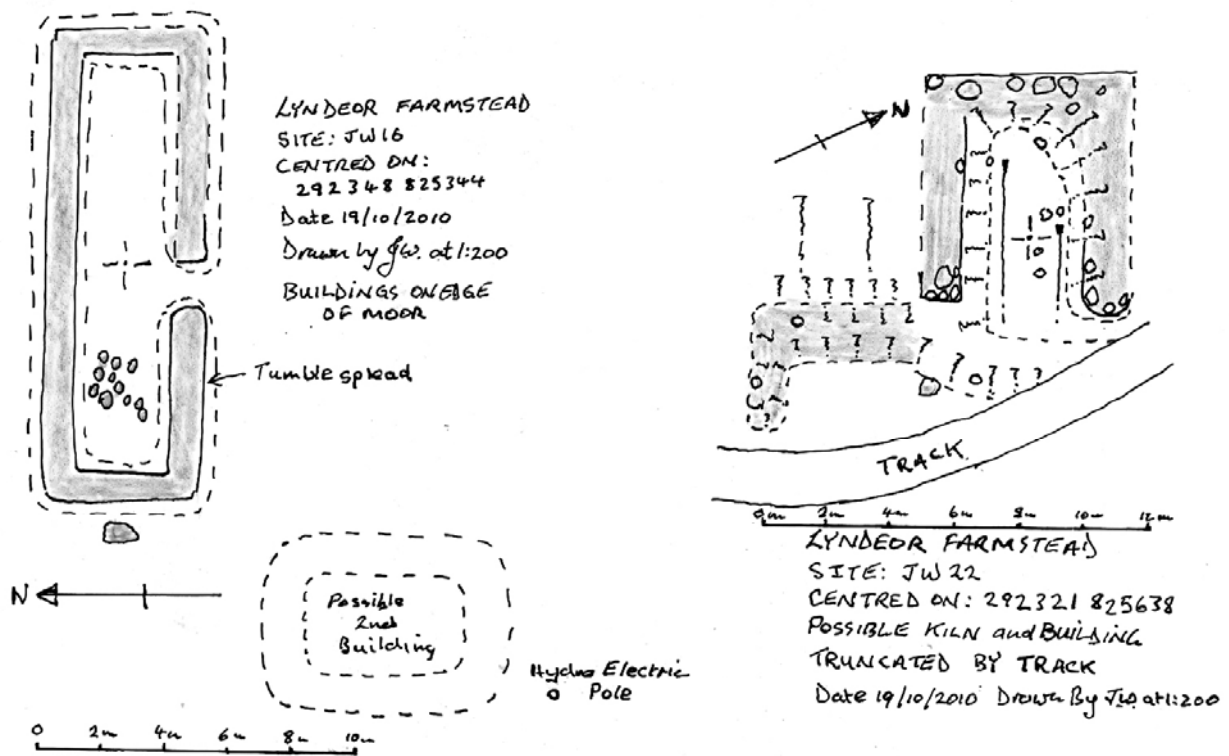 LYNDEOR FARMSTEAD
SITE: JW16
CENTRED ON:
292348 825344
Date 19/10/2010
Drawn by JW. at 1:200
BUILDINGS ON EDGE
OF MOOR
Tumble spread
N
Possible
2nd
Building
Hydro Electric
Pole
0 2m 4m 6m 8m 10m
N
TRACK
0m 2m 4m 6m 8m 10m 12m
LYNDEOR FARMSTEAD
SITE: JW22
CENTRED ON: 292321 825638
POSSIBLE KILN and BUILDING
TRUNCATED BY TRACK
Date 19/10/2010 Drawn By JW. at 1:200